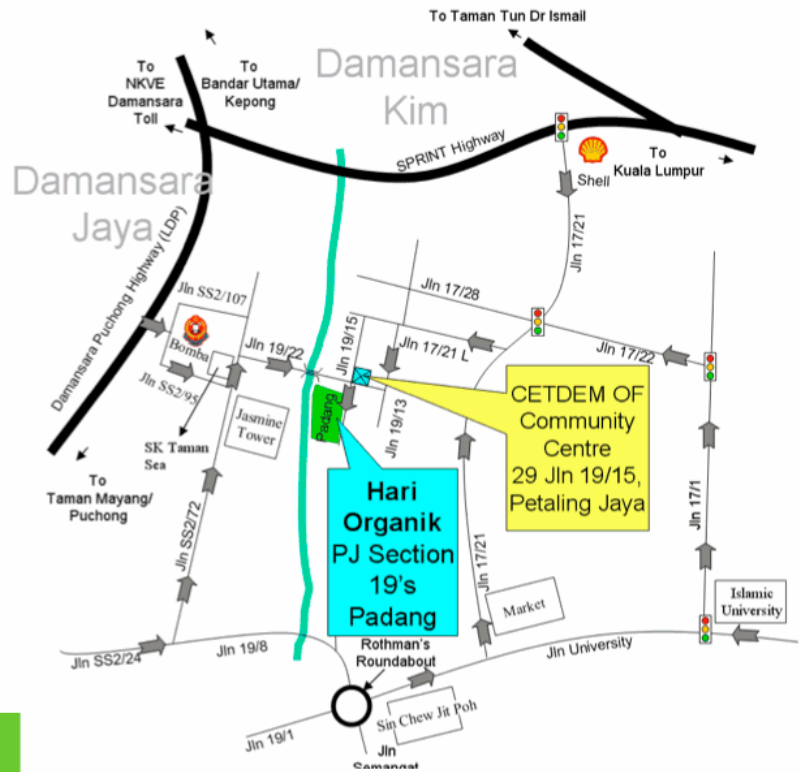 To Taman Tun Dr Ismail
To
NKVE
Damansara
Toll
To
Bandar Utama/
Kepong
Damansara
Kim
SPRINT Highway
Shell
To
Kuala Lumpur
Damansara
Jaya
Damansara Puchong Highway (LDP)
Jln 17/21
Jln SS2/107
Jln 17/28
Bomba
Jln 19/22
Jln 19/15
Jln 17/21 L
Jln 17/22
Jln SS2/95
Padang
Jln 19/13
Jasmine
Tower
SK Taman
Sea
CETDEM OF
Community
Centre
29 Jln 19/15,
Petaling Jaya
To
Taman Mayang/
Puchong
Hari
Organik
PJ Section
19's
Padang
Jln SS2/72
Jln 17/21
Jln 17/1
Market
Islamic
University
Jln SS2/24
Jln 19/8
Rothman's
Roundabout
Jln University
Sin Chew Jit Poh
Jln 19/1
Jln
Semangat